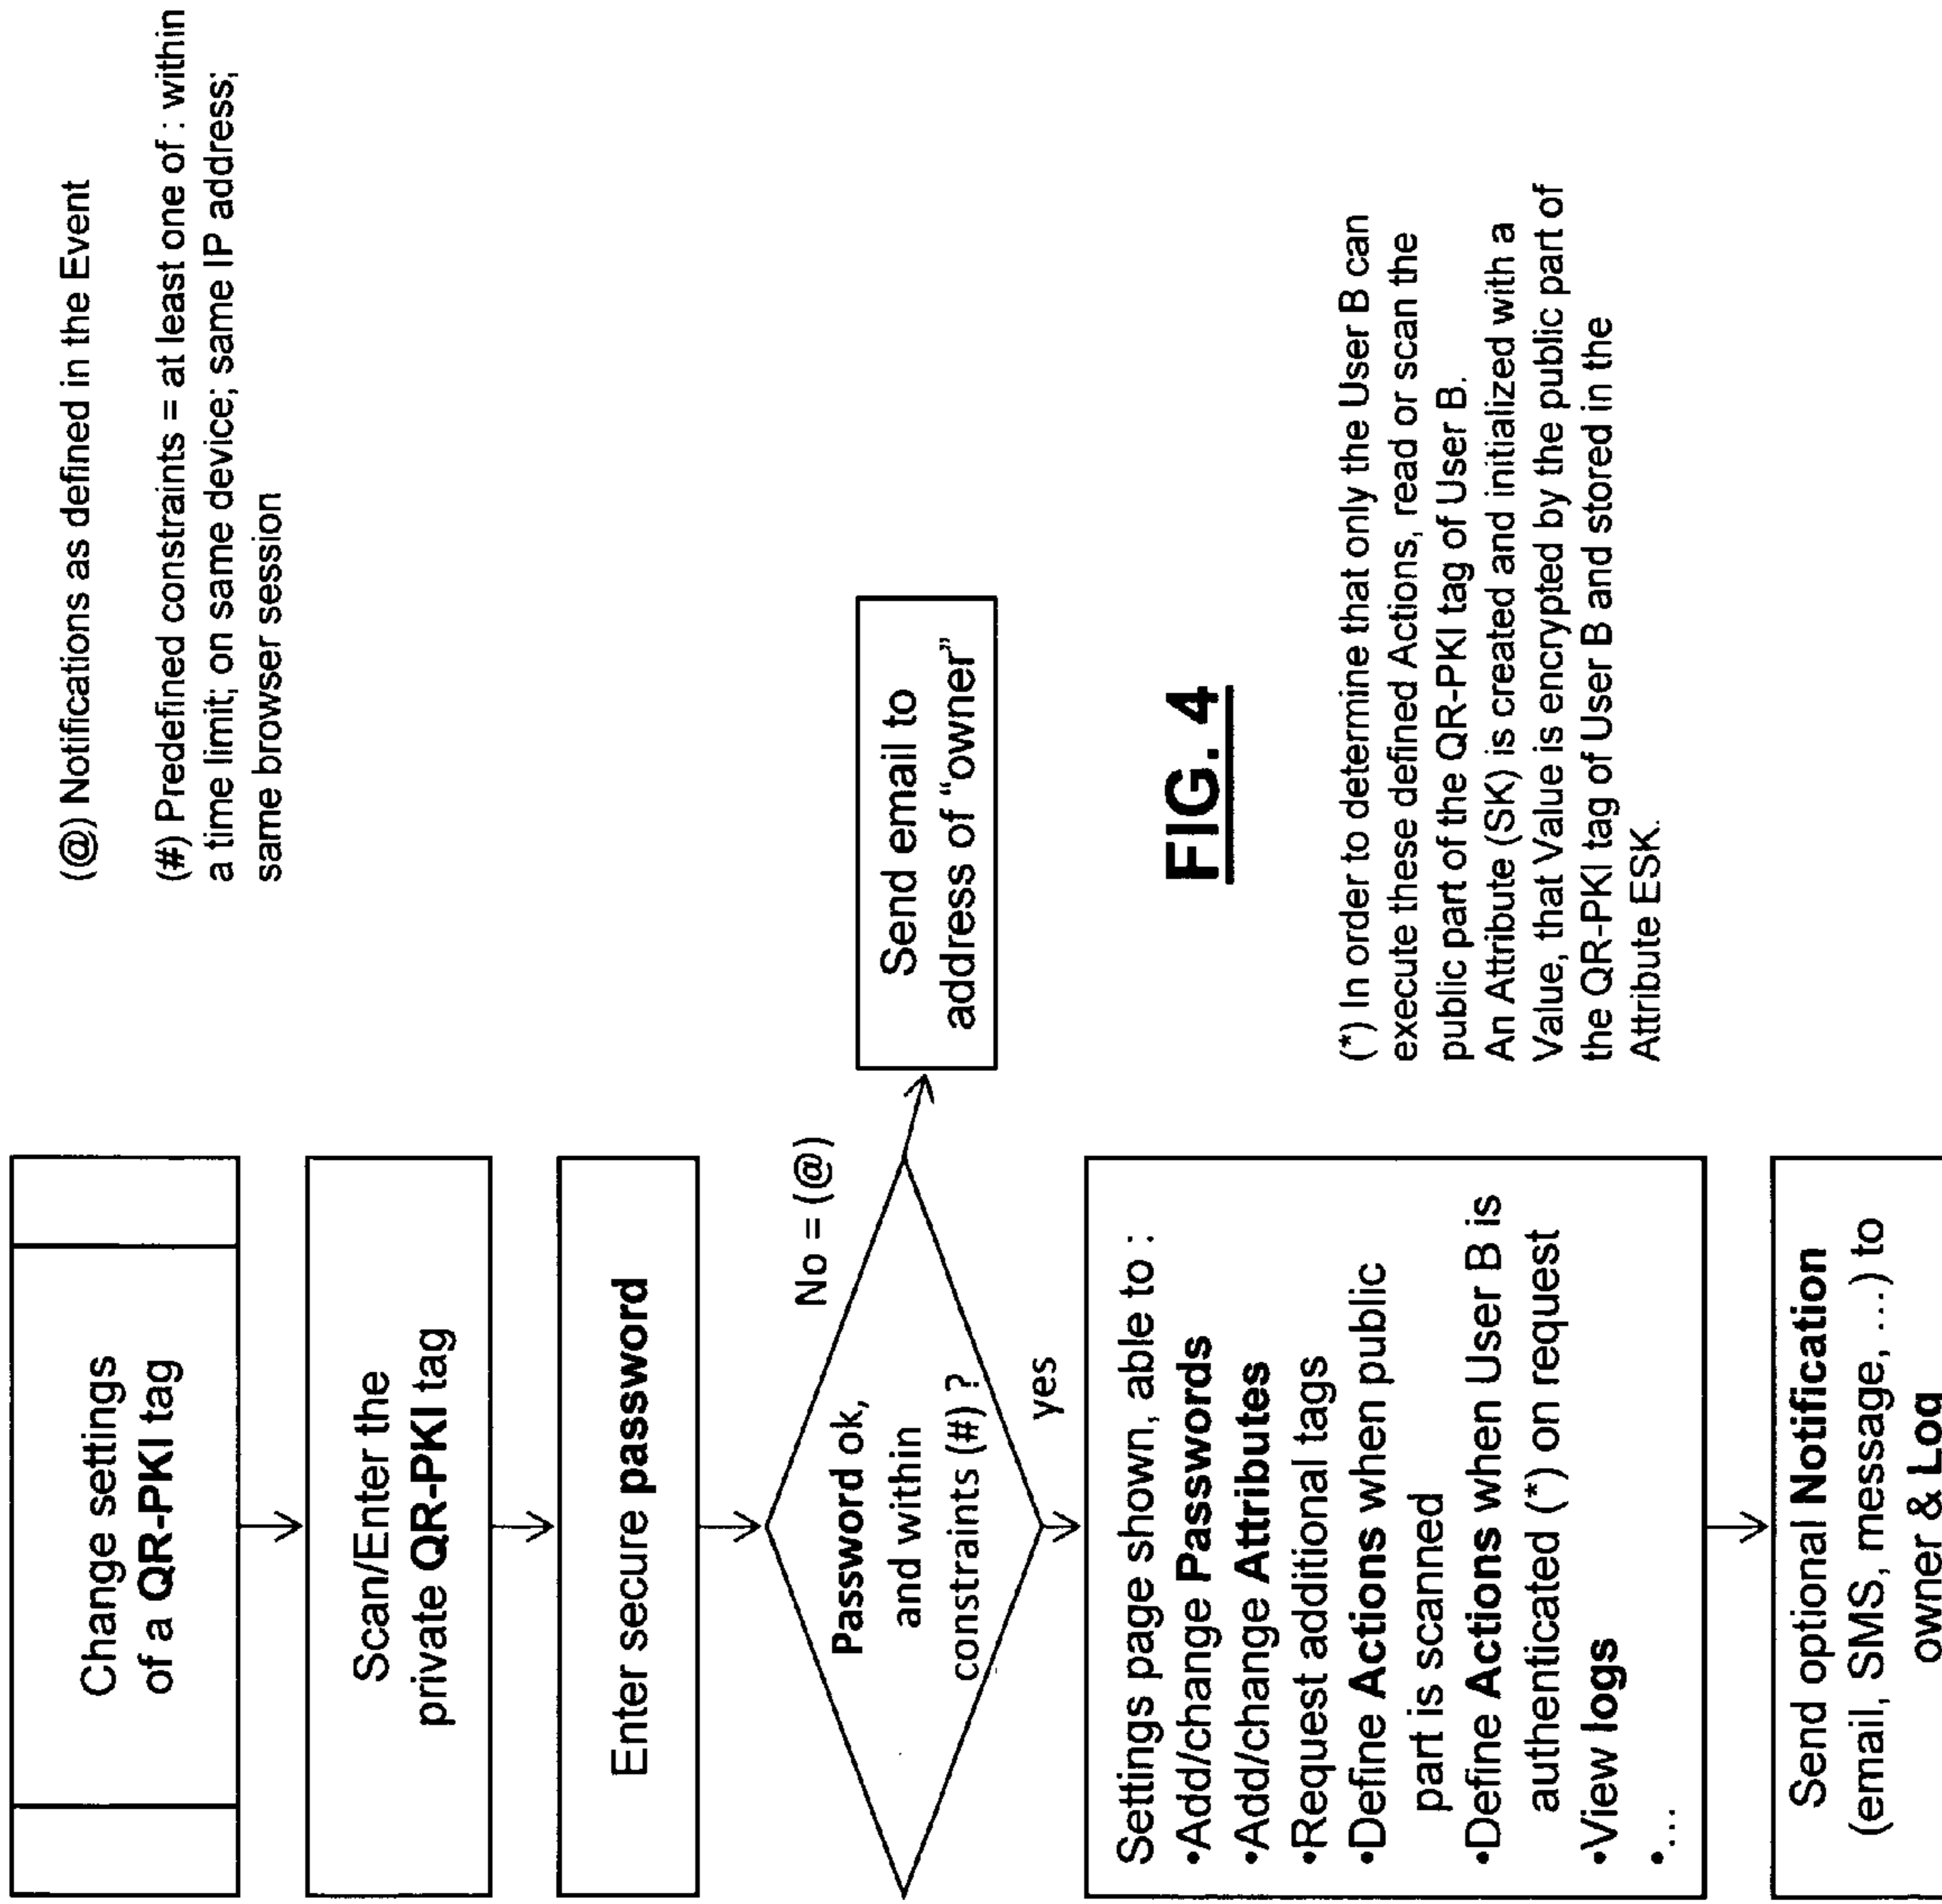 Change settings
of a QR-PKI tag
Scan/Enter the
private QR-PKI tag
Enter secure password
Password ok,
and within
constraints (#) ?
No = (@)
Send email to
address of “owner”
yes
Settings page shown, able to :
•Add/change Passwords
•Add/change Attributes
•Request additional tags
•Define Actions when public
part is scanned
•Define Actions when User B is
authenticated (*) on request
•View logs
•…
Send optional Notification
(email, SMS, message, …) to
owner & Log
(@) Notifications as defined in the Event
(#) Predefined constraints = at least one of : within
a time limit; on same device; same IP address;
same browser session
FIG. 4
(*) In order to determine that only the User B can
execute these defined Actions, read or scan the
public part of the QR-PKI tag of User B.
An Attribute (SK) is created and initialized with a
Value, that Value is encrypted by the public part of
the QR-PKI tag of User B and stored in the
Attribute ESK.